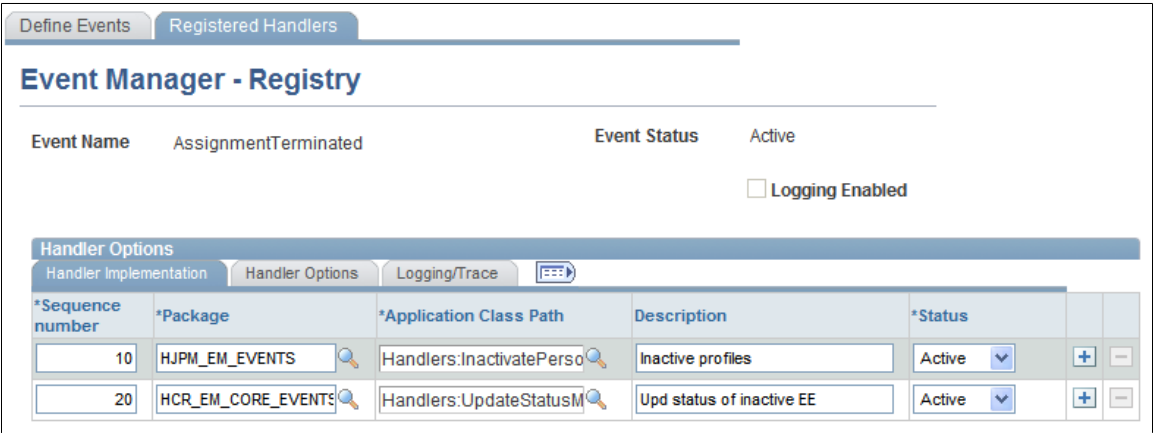 Define Events Registered Handlers
Event Manager - Registry
Event Name AssignmentTerminated Event Status Active
Logging Enabled
Handler Options
Handler Implementation Handler Options Logging/Trace
*Sequence number *Package *Application Class Path Description *Status
10 HJPM_EM_EVENTS Handlers:InactivatePerso Inactive profiles Active
20 HCR_EM_CORE_EVENTS Handlers:UpdateStatusM Upd status of inactive EE Active